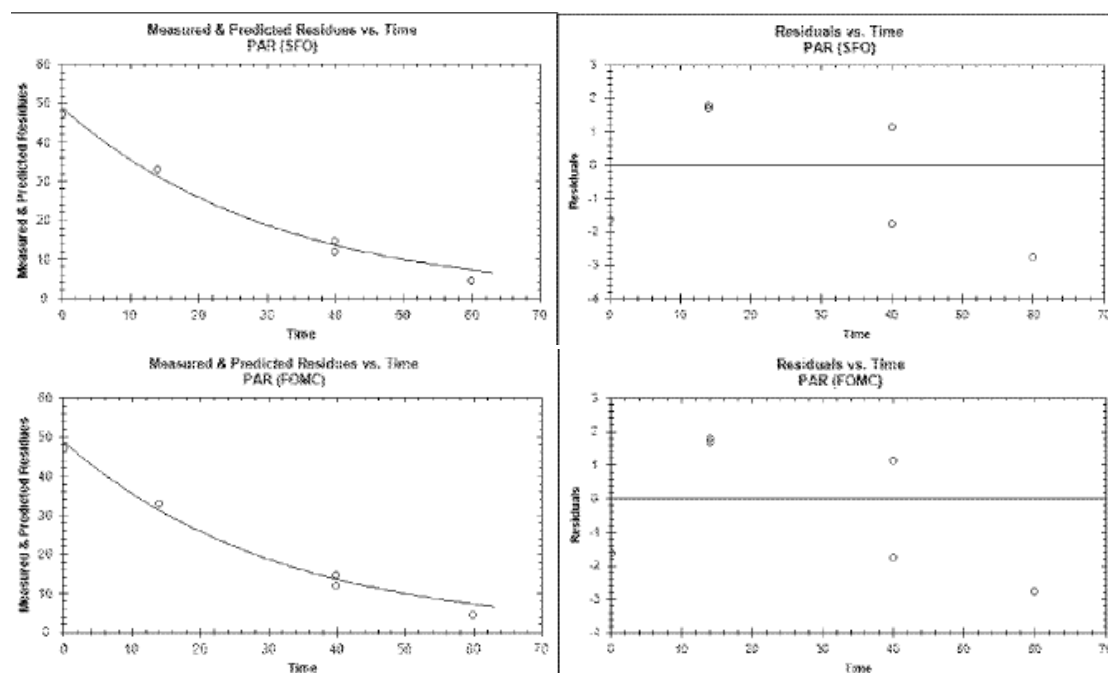 Measured & Predicted Residues vs. Time
PAR (SFO)
Measured & Predicted Residues
60
50
40
30
20
10
0
0 10 20 30 40 50 60 70
Time
Residuals vs. Time
PAR (SFO)
Residuals
3
2
1
0
-1
-2
-3
-4
0 10 20 30 40 50 60 70
Time
Measured & Predicted Residues vs. Time
PAR (FOMC)
Measured & Predicted Residues
60
50
40
30
20
10
0
0 10 20 30 40 50 60 70
Time
Residuals vs. Time
PAR (FOMC)
Residuals
3
2
1
0
-1
-2
-3
-4
0 10 20 30 40 50 60 70
Time